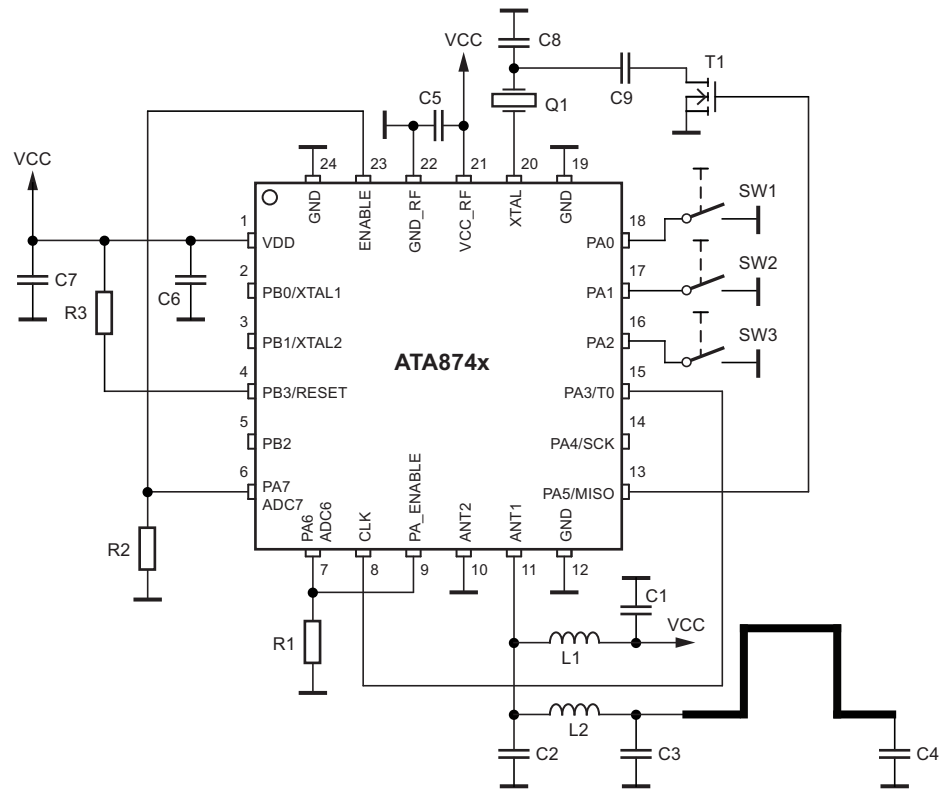 C8
VCC
T1
C5
Q1
C9
24
23
22
21
20
19
VCC
GND
ENABLE
GND_RF
VCC_RF
XTAL
GND
1
VDD
18
PA0
SW1
C7
R3
C6
2
PB0/XTAL1
17
PA1
SW2
3
PB1/XTAL2
16
PA2
SW3
ATA874x
4
PB3/RESET
15
PA3/T0
5
PB2
14
PA4/SCK
6
PA7
ADC7
13
PA5/MISO
PA6
ADC6
CLK
PA_ENABLE
ANT2
ANT1
GND
R2
7
8
9
10
11
12
R1
C1
VCC
L1
L2
C2
C3
C4